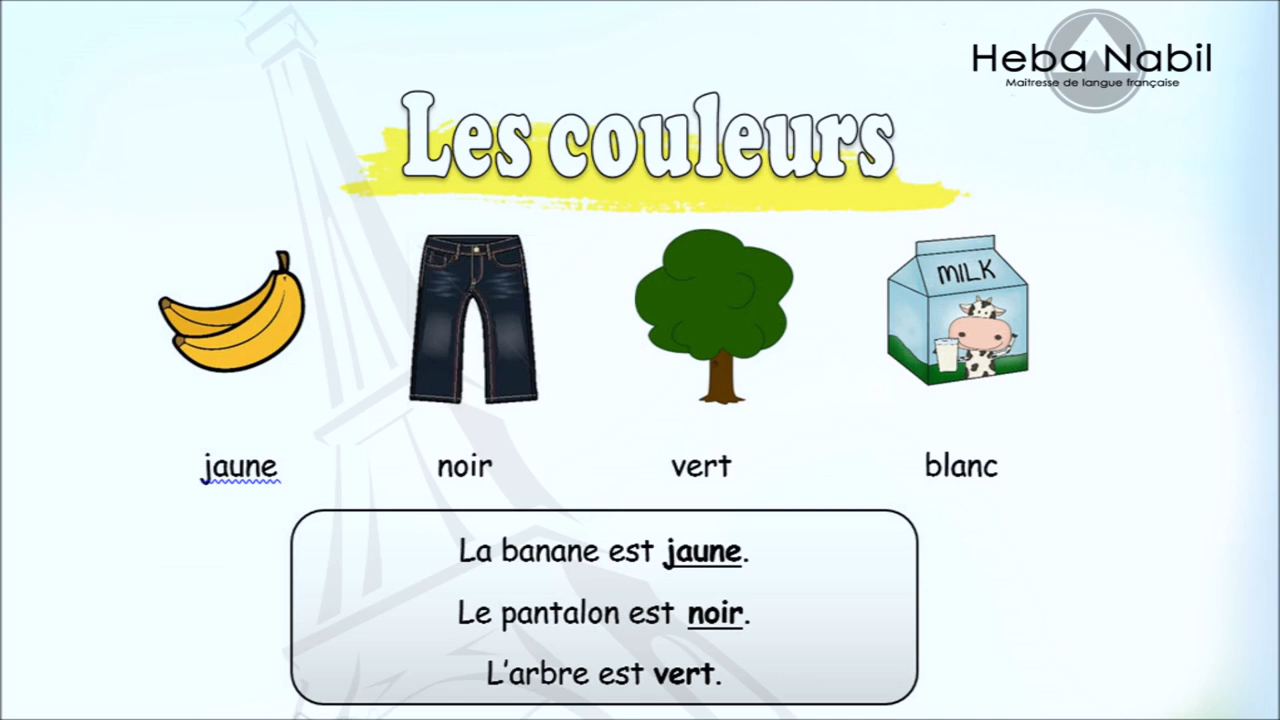 Heba Nabil
Maitresse de langue française
Les couleurs
MILK
jaune noir vert blanc
La banane est jaune.
Le pantalon est noir.
L'arbre est vert.